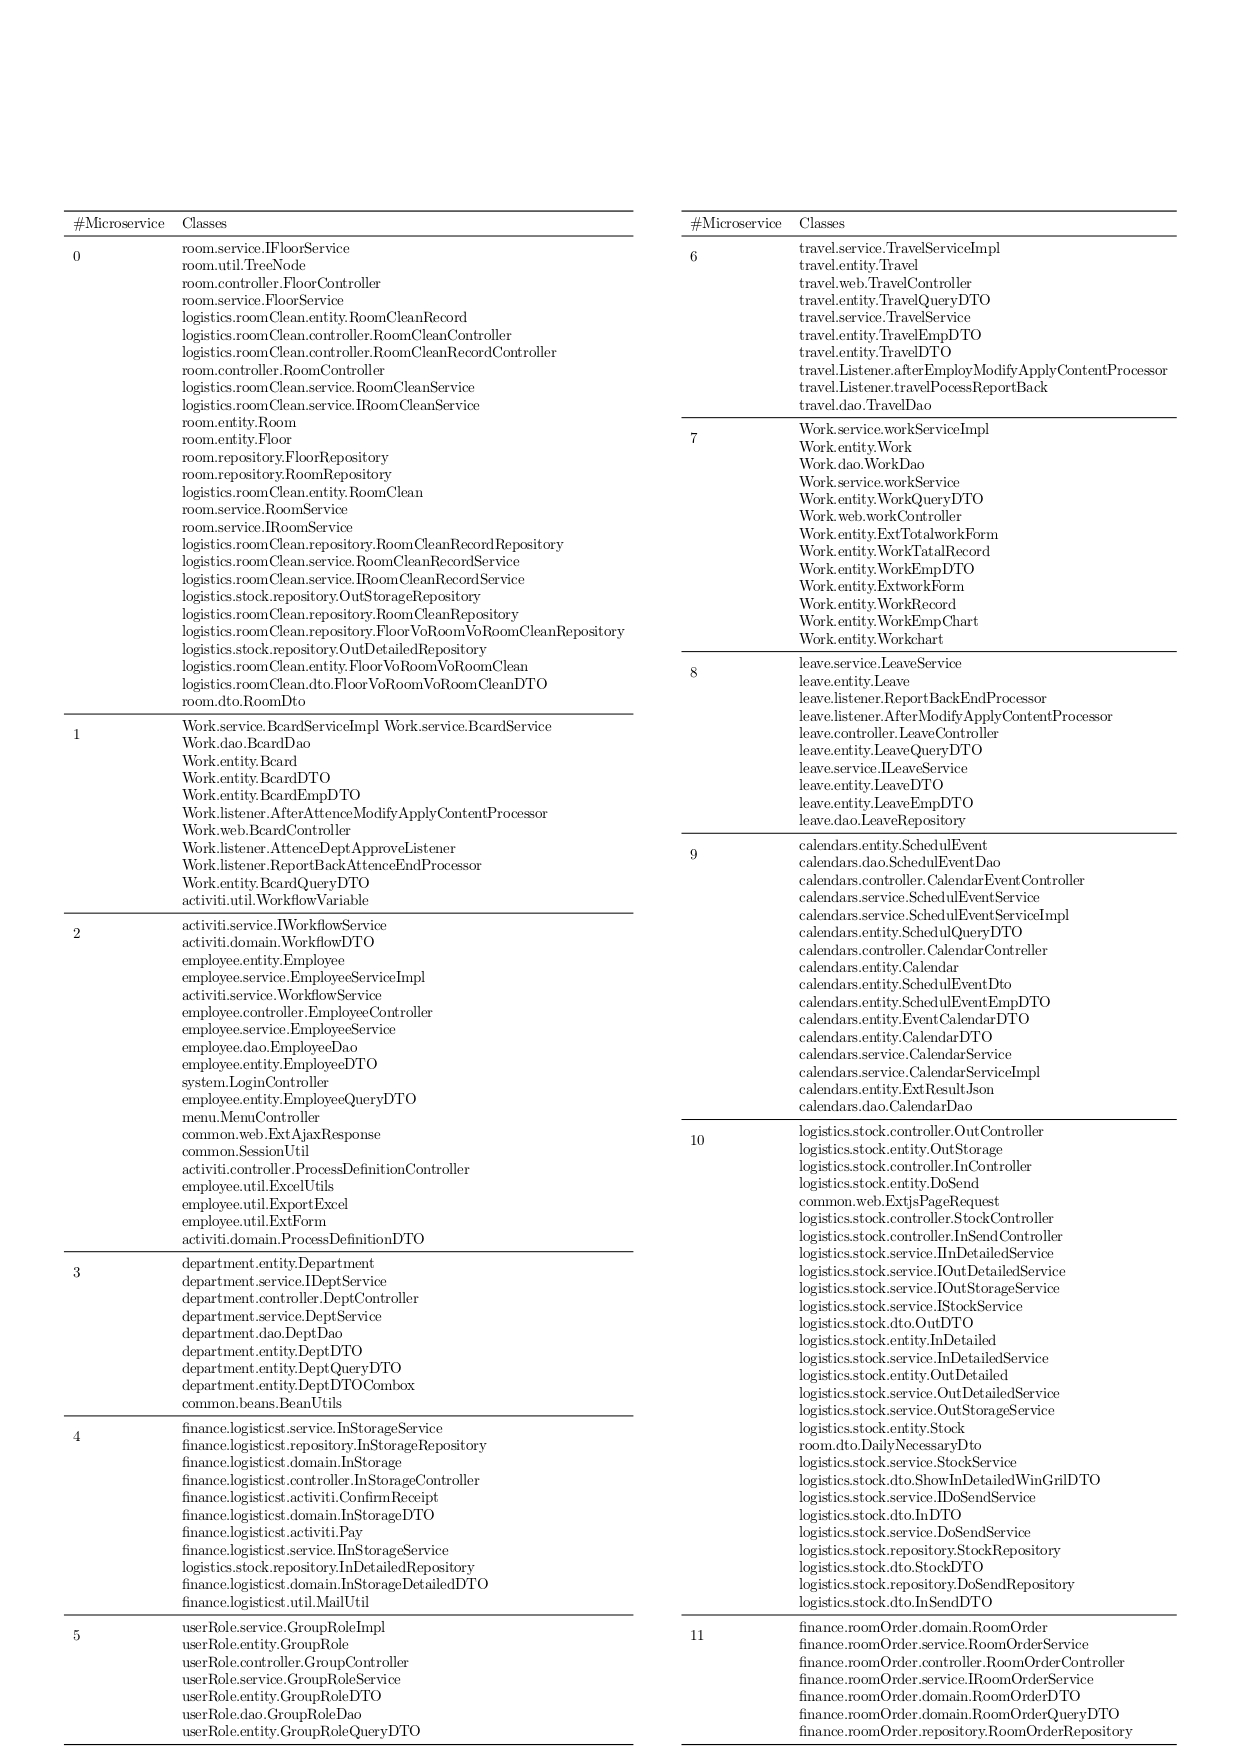 #Microservice Classes
0
room.service.IFloorService
room.util.TreeNode
room.controller.FloorController
room.service.FloorService
logistics.roomClean.entity.RoomCleanRecord
logistics.roomClean.controller.RoomCleanController
logistics.roomClean.controller.RoomCleanRecordController
room.controller.RoomController
logistics.roomClean.service.RoomCleanService
logistics.roomClean.service.IRoomCleanService
room.entity.Room
room.entity.Floor
room.repository.FloorRepository
room.repository.RoomRepository
logistics.roomClean.entity.RoomClean
room.service.RoomService
room.service.IRoomService
logistics.roomClean.repository.RoomCleanRecordRepository
logistics.roomClean.service.RoomCleanRecordService
logistics.roomClean.service.IRoomCleanRecordService
logistics.stock.repository.OutStorageRepository
logistics.roomClean.repository.RoomCleanRepository
logistics.roomClean.repository.FloorVoRoomVoRoomCleanRepository
logistics.stock.repository.OutDetailedRepository
logistics.roomClean.entity.FloorVoRoomVoRoomClean
logistics.roomClean.dto.FloorVoRoomVoRoomCleanDTO
room.dto.RoomDto
1
Work.service.BcardServiceImpl Work.service.BcardService
Work.dao.BcardDao
Work.entity.Bcard
Work.entity.BcardDTO
Work.entity.BcardEmpDTO
Work.listener.AfterAttenceModifyApplyContentProcessor
Work.web.BcardController
Work.listener.AttenceDeptApproveListener
Work.listener.ReportBackAttenceEndProcessor
Work.entity.BcardQueryDTO
activiti.util.WorkflowVariable
2
activiti.service.IWorkflowService
activiti.domain.WorkflowDTO
employee.entity.Employee
employee.service.EmployeeServiceImpl
activiti.service.WorkflowService
employee.controller.EmployeeController
employee.service.EmployeeService
employee.dao.EmployeeDao
employee.entity.EmployeeDTO
system.LoginController
employee.entity.EmployeeQueryDTO
menu.MenuController
common.web.ExtAjaxResponse
common.SessionUtil
activiti.controller.ProcessDefinitionController
employee.util.ExcelUtils
employee.util.ExportExcel
employee.util.ExtForm
activiti.domain.ProcessDefinitionDTO
3
department.entity.Department
department.service.IDeptService
department.controller.DeptController
department.service.DeptService
department.dao.DeptDao
department.entity.DeptDTO
department.entity.DeptQueryDTO
department.entity.DeptDTOCombox
common.beans.BeanUtils
4
finance.logisticst.service.InStorageService
finance.logisticst.repository.InStorageRepository
finance.logisticst.domain.InStorage
finance.logisticst.controller.InStorageController
finance.logisticst.activiti.ConfirmReceipt
finance.logisticst.domain.InStorageDTO
finance.logisticst.activiti.Pay
finance.logisticst.service.IInStorageService
logistics.stock.repository.InDetailedRepository
finance.logisticst.domain.InStorageDetailedDTO
finance.logisticst.util.MailUtil
5
userRole.service.GroupRoleImpl
userRole.entity.GroupRole
userRole.controller.GroupController
userRole.service.GroupRoleService
userRole.entity.GroupRoleDTO
userRole.dao.GroupRoleDao
userRole.entity.GroupRoleQueryDTO
#Microservice Classes
6
travel.service.TravelServiceImpl
travel.entity.Travel
travel.web.TravelController
travel.entity.TravelQueryDTO
travel.service.TravelService
travel.entity.TravelEmpDTO
travel.entity.TravelDTO
travel.Listener.afterEmployModifyApplyContentProcessor
travel.Listener.travelPocessReportBack
travel.dao.TravelDao
7
Work.service.workServiceImpl
Work.entity.Work
Work.dao.WorkDao
Work.service.workService
Work.entity.WorkQueryDTO
Work.web.workController
Work.entity.ExtTotalworkForm
Work.entity.WorkTatalRecord
Work.entity.WorkEmpDTO
Work.entity.ExtworkForm
Work.entity.WorkRecord
Work.entity.WorkEmpChart
Work.entity.Workchart
8
leave.service.LeaveService
leave.entity.Leave
leave.listener.ReportBackEndProcessor
leave.listener.AfterModifyApplyContentProcessor
leave.controller.LeaveController
leave.entity.LeaveQueryDTO
leave.service.ILeaveService
leave.entity.LeaveDTO
leave.entity.LeaveEmpDTO
leave.dao.LeaveRepository
9
calendars.entity.SchedulEvent
calendars.dao.SchedulEventDao
calendars.controller.CalendarEventController
calendars.service.SchedulEventService
calendars.service.SchedulEventServiceImpl
calendars.entity.SchedulQueryDTO
calendars.controller.CalendarContreller
calendars.entity.Calendar
calendars.entity.SchedulEventDto
calendars.entity.SchedulEventEmpDTO
calendars.entity.EventCalendarDTO
calendars.entity.CalendarDTO
calendars.service.CalendarService
calendars.service.CalendarServiceImpl
calendars.entity.ExtResultJson
calendars.dao.CalendarDao
10
logistics.stock.controller.OutController
logistics.stock.entity.OutStorage
logistics.stock.controller.InController
logistics.stock.entity.DoSend
common.web.ExtjsPageRequest
logistics.stock.controller.StockController
logistics.stock.controller.InSendController
logistics.stock.service.IInDetailedService
logistics.stock.service.IOutDetailedService
logistics.stock.service.IOutStorageService
logistics.stock.service.IStockService
logistics.stock.dto.OutDTO
logistics.stock.entity.InDetailed
logistics.stock.service.InDetailedService
logistics.stock.entity.OutDetailed
logistics.stock.service.OutDetailedService
logistics.stock.service.OutStorageService
logistics.stock.entity.Stock
room.dto.DailyNecessaryDto
logistics.stock.service.StockService
logistics.stock.dto.ShowInDetailedWinGrilDTO
logistics.stock.service.IDoSendService
logistics.stock.dto.InDTO
logistics.stock.service.DoSendService
logistics.stock.repository.StockRepository
logistics.stock.dto.StockDTO
logistics.stock.repository.DoSendRepository
logistics.stock.dto.InSendDTO
11
finance.roomOrder.domain.RoomOrder
finance.roomOrder.service.RoomOrderService
finance.roomOrder.controller.RoomOrderController
finance.roomOrder.service.IRoomOrderService
finance.roomOrder.domain.RoomOrderDTO
finance.roomOrder.domain.RoomOrderQueryDTO
finance.roomOrder.repository.RoomOrderRepository